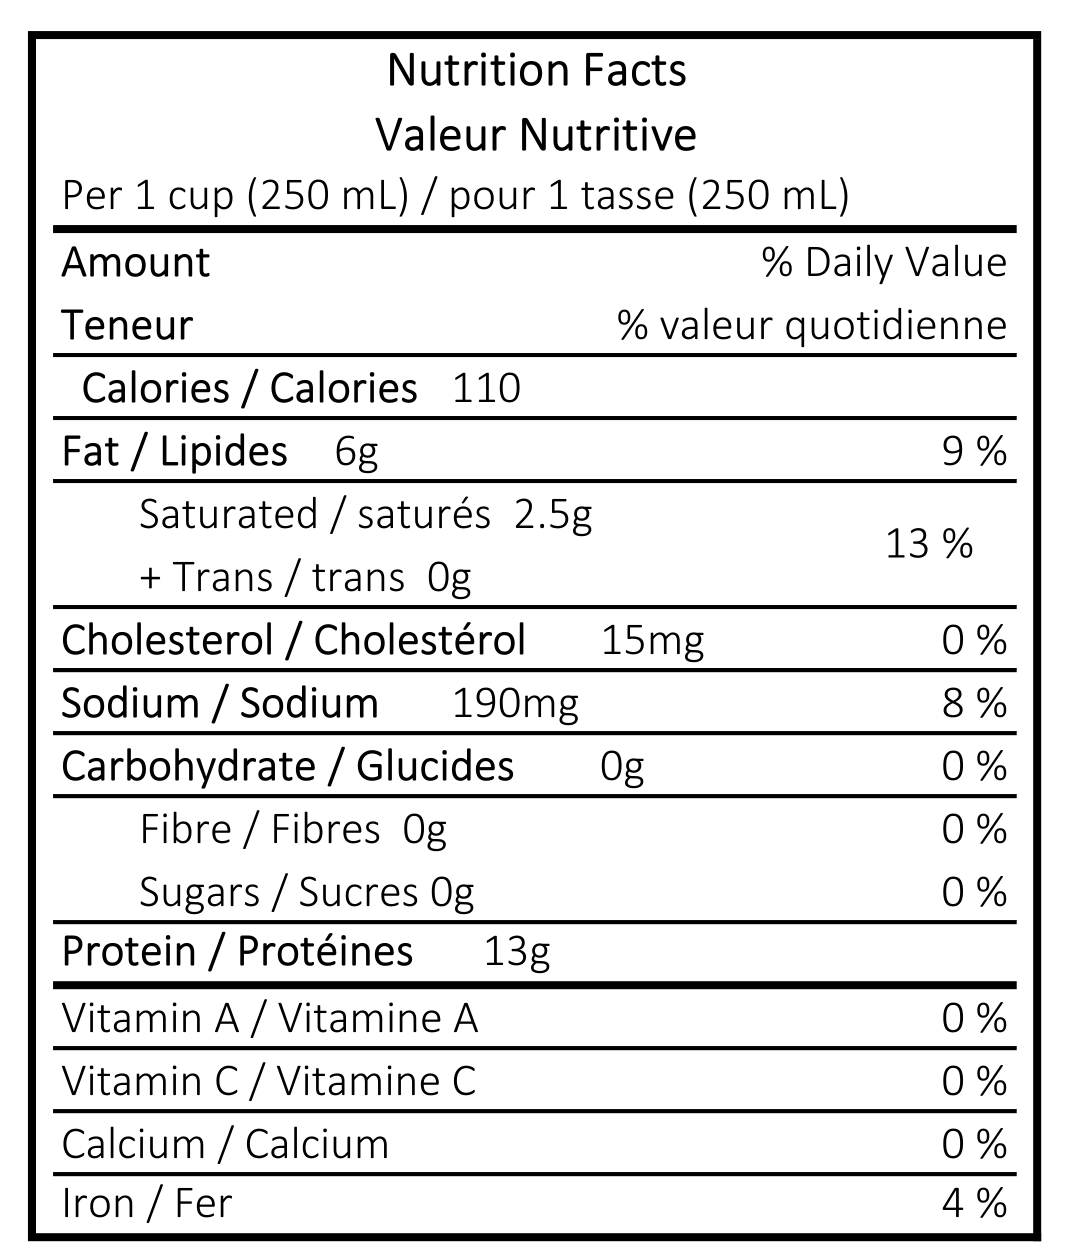 Nutrition Facts
Valeur Nutritive
Per 1 cup (250 mL) / pour 1 tasse (250 mL)
Amount % Daily Value
Teneur % valeur quotidienne
Calories / Calories 110
Fat / Lipides 6g 9 %
Saturated / saturés 2.5g
13 %
+ Trans / trans 0g
Cholesterol / Cholestérol 15mg 0 %
Sodium / Sodium 190mg 8 %
Carbohydrate / Glucides 0g 0 %
Fibre / Fibres 0g 0 %
Sugars / Sucres 0g 0 %
Protein / Protéines 13g
Vitamin A / Vitamine A 0 %
Vitamin C / Vitamine C 0 %
Calcium / Calcium 0 %
Iron / Fer 4 %